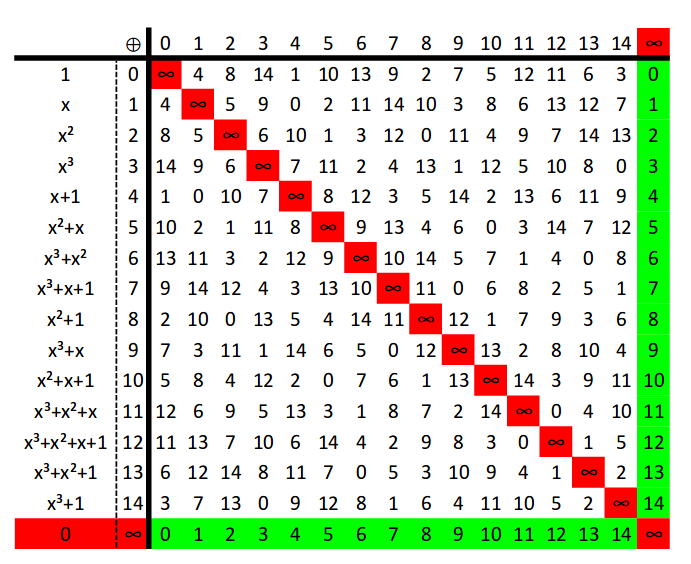 ⊕ 0 1 2 3 4 5 6 7 8 9 10 11 12 13 14 ∞
1 0 ∞ 4 8 14 1 10 13 9 2 7 5 12 11 6 3 0
x 1 4 ∞ 5 9 0 2 11 14 10 3 8 6 13 12 7 1
x² 2 8 5 ∞ 6 10 1 3 12 0 11 4 9 7 14 13 2
x³ 3 14 9 6 ∞ 7 11 2 4 13 1 12 5 10 8 0 3
x+1 4 1 0 10 7 ∞ 8 12 3 5 14 2 13 6 11 9 4
x²+x 5 10 2 1 11 8 ∞ 9 13 4 6 0 3 14 7 12 5
x³+x² 6 13 11 3 2 12 9 ∞ 10 14 5 7 1 4 0 8 6
x³+x+1 7 9 14 12 4 3 13 10 ∞ 11 0 6 8 2 5 1 7
x²+1 8 2 10 0 13 5 4 14 11 ∞ 12 1 7 9 3 6 8
x³+x 9 7 3 11 1 14 6 5 0 12 ∞ 13 2 8 10 4 9
x²+x+1 10 5 8 4 12 2 0 7 6 1 13 ∞ 14 3 9 11 10
x³+x²+x 11 12 6 9 5 13 3 1 8 7 2 14 ∞ 0 4 10 11
x³+x²+x+1 12 11 13 7 10 6 14 4 2 9 8 3 0 ∞ 1 5 12
x³+x²+1 13 6 12 14 8 11 7 0 5 3 10 9 4 1 ∞ 2 13
x³+1 14 3 7 13 0 9 12 8 1 6 4 11 10 5 2 ∞ 14
0 ∞ 0 1 2 3 4 5 6 7 8 9 10 11 12 13 14 ∞